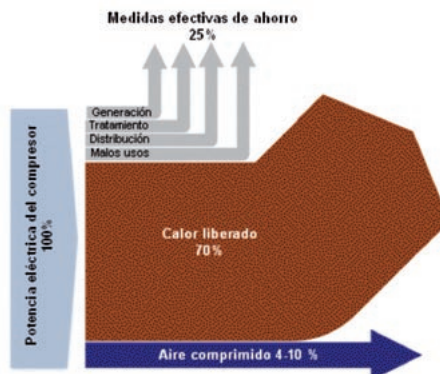 Medidas efectivas de ahorro
25%
Generación
Tratamiento
Distribución
Malos usos
Potencia eléctrica del compresor
100%
Calor liberado
70%
Aire comprimido 4-10 %